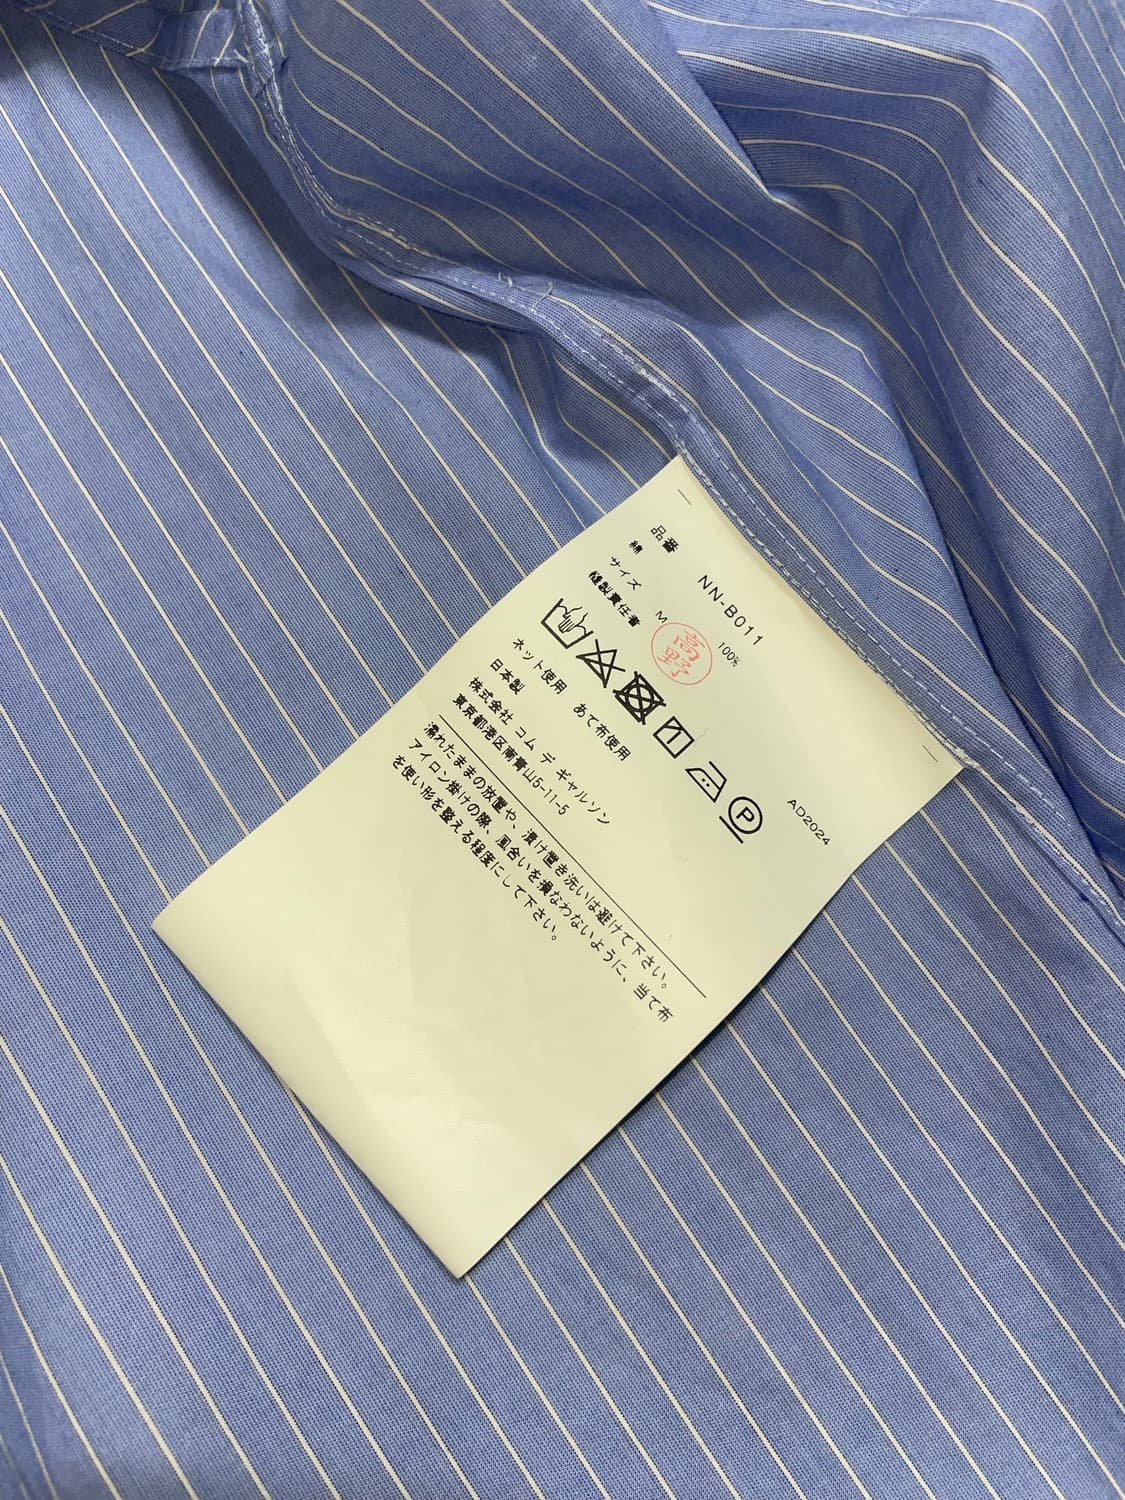 品番 NN-B011
綿 100%
サイズ M
縫製責任者 高野
P
ネット使用 あて布使用
日本製 AD2024
株式会社 コム デ ギャルソン
東京都港区南青山5-11-5
濡れたままの放置や、漬け置き洗いは避けて下さい。
アイロン掛けの際、風合いを損なわないように、当て布
を使い形を整える程度にして下さい。